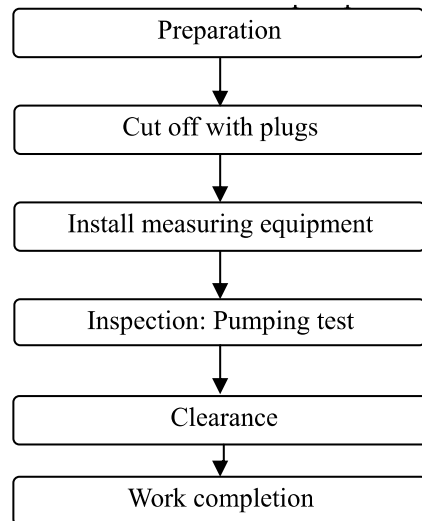 Preparation
Cut off with plugs
Install measuring equipment
Inspection: Pumping test
Clearance
Work completion